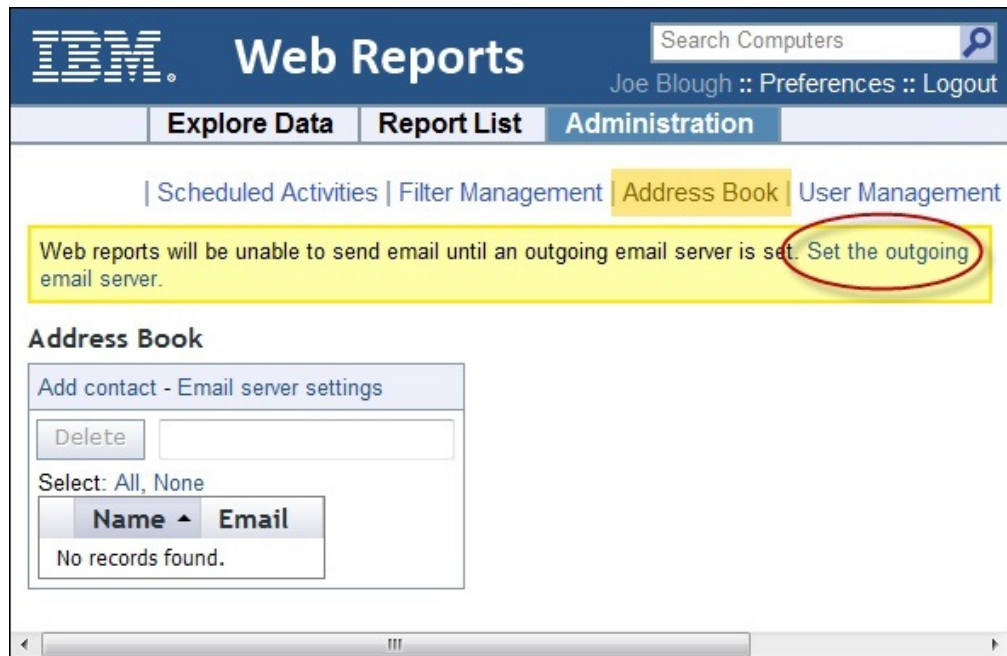 IBM. Web Reports
Search Computers
Joe Blough :: Preferences :: Logout
Explore Data Report List Administration
| Scheduled Activities | Filter Management | Address Book | User Management
Web reports will be unable to send email until an outgoing email server is set. Set the outgoing
email server.
Address Book
Add contact - Email server settings
Delete
Select: All, None
Name Email
No records found.